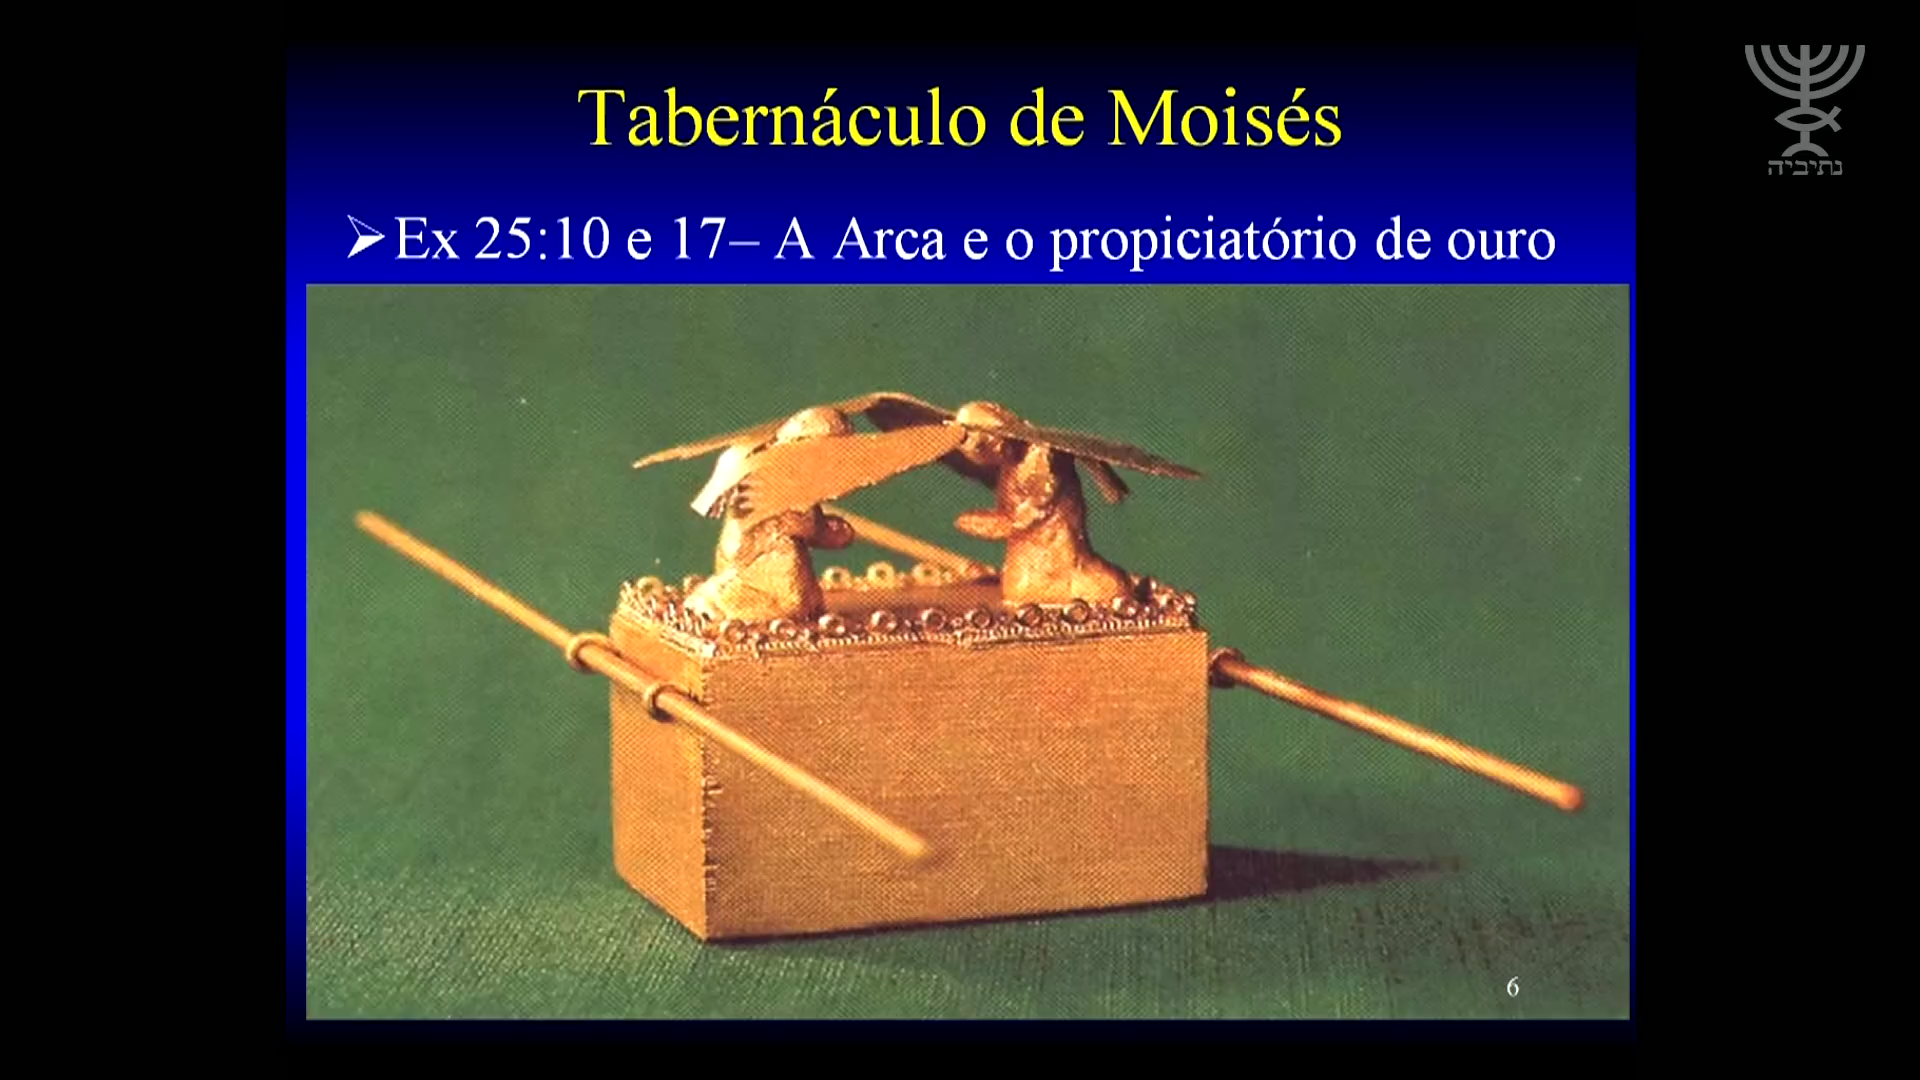 Tabernáculo de Moisés
נתיביה
➢Ex 25:10 e 17– A Arca e o propiciatório de ouro
6